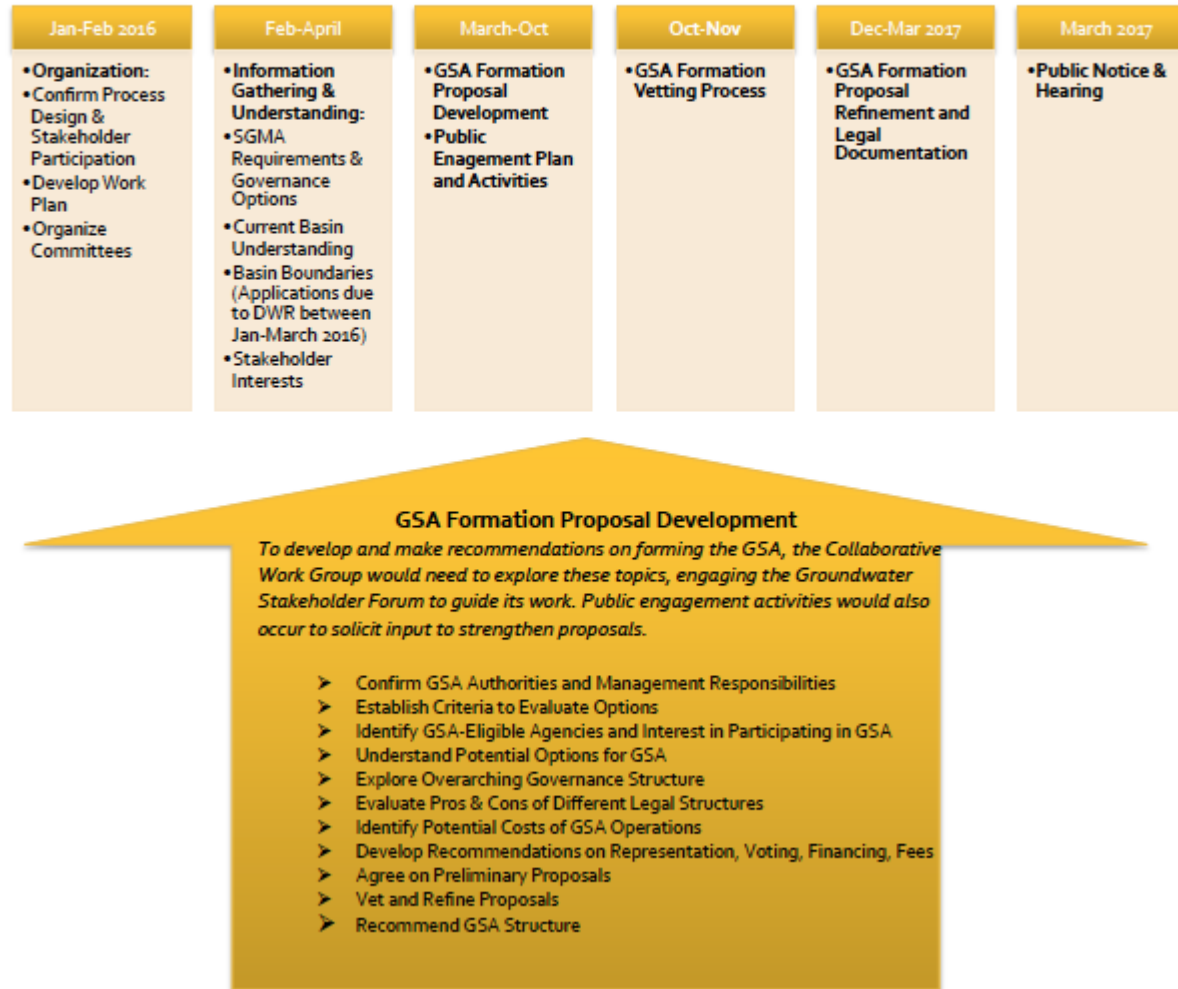 Jan-Feb 2016
•Organization:
•Confirm Process
Design &
Stakeholder
Participation
•Develop Work
Plan
•Organize
Committees
Feb-April
•Information
Gathering &
Understanding:
•SGMA
Requirements &
Governance
Options
•Current Basin
Understanding
•Basin Boundaries
(Applications due
to DWR between
Jan-March 2016)
•Stakeholder
Interests
March-Oct
•GSA Formation
Proposal
Development
•Public
Enagement Plan
and Activities
Oct-Nov
•GSA Formation
Vetting Process
Dec-Mar 2017
•GSA Formation
Proposal
Refinement and
Legal
Documentation
March 2017
•Public Notice &
Hearing
GSA Formation Proposal Development
To develop and make recommendations on forming the GSA, the Collaborative
Work Group would need to explore these topics, engaging the Groundwater
Stakeholder Forum to guide its work. Public engagement activities would also
occur to solicit input to strengthen proposals.
➤ Confirm GSA Authorities and Management Responsibilities
➤ Establish Criteria to Evaluate Options
➤ Identify GSA-Eligible Agencies and Interest in Participating in GSA
➤ Understand Potential Options for GSA
➤ Explore Overarching Governance Structure
➤ Evaluate Pros & Cons of Different Legal Structures
➤ Identify Potential Costs of GSA Operations
➤ Develop Recommendations on Representation, Voting, Financing, Fees
➤ Agree on Preliminary Proposals
➤ Vet and Refine Proposals
➤ Recommend GSA Structure